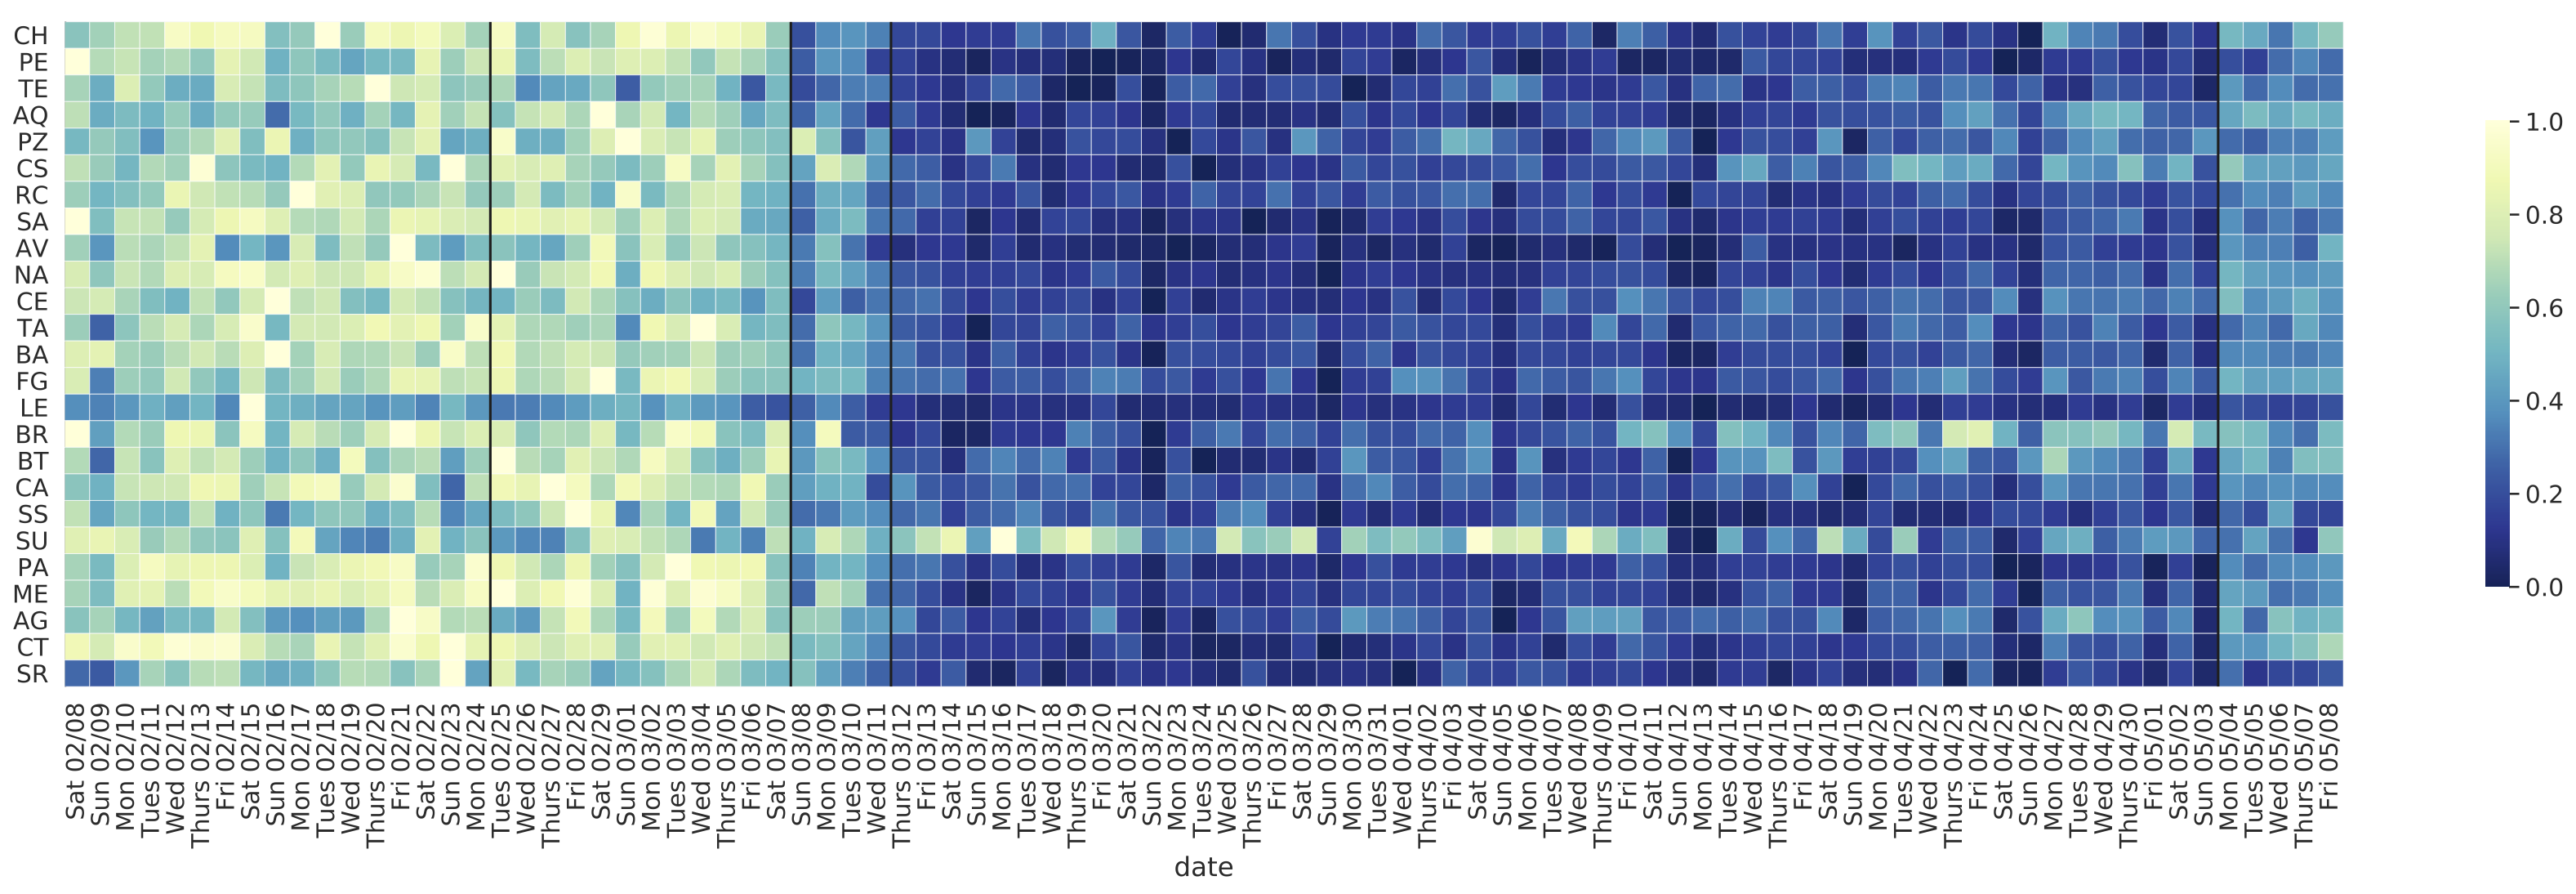 CH
PE
TE
AQ
PZ
CS
RC
SA
AV
NA
CE
TA
BA
FG
LE
BR
BT
CA
SS
SU
PA
ME
AG
CT
SR
Sat 02/08
Sun 02/09
Mon 02/10
Tues 02/11
Wed 02/12
Thurs 02/13
Fri 02/14
Sat 02/15
Sun 02/16
Mon 02/17
Tues 02/18
Wed 02/19
Thurs 02/20
Fri 02/21
Sat 02/22
Sun 02/23
Mon 02/24
Tues 02/25
Wed 02/26
Thurs 02/27
Fri 02/28
Sat 02/29
Sun 03/01
Mon 03/02
Tues 03/03
Wed 03/04
Thurs 03/05
Fri 03/06
Sat 03/07
Sun 03/08
Mon 03/09
Tues 03/10
Wed 03/11
Thurs 03/12
Fri 03/13
Sat 03/14
Sun 03/15
Mon 03/16
Tues 03/17
Wed 03/18
Thurs 03/19
Fri 03/20
Sat 03/21
Sun 03/22
Mon 03/23
Tues 03/24
Wed 03/25
Thurs 03/26
Fri 03/27
Sat 03/28
Sun 03/29
Mon 03/30
Tues 03/31
Wed 04/01
Thurs 04/02
Fri 04/03
Sat 04/04
Sun 04/05
Mon 04/06
Tues 04/07
Wed 04/08
Thurs 04/09
Fri 04/10
Sat 04/11
Sun 04/12
Mon 04/13
Tues 04/14
Wed 04/15
Thurs 04/16
Fri 04/17
Sat 04/18
Sun 04/19
Mon 04/20
Tues 04/21
Wed 04/22
Thurs 04/23
Fri 04/24
Sat 04/25
Sun 04/26
Mon 04/27
Tues 04/28
Wed 04/29
Thurs 04/30
Fri 05/01
Sat 05/02
Sun 05/03
Mon 05/04
Tues 05/05
Wed 05/06
Thurs 05/07
Fri 05/08
date
1.0
0.8
0.6
0.4
0.2
0.0